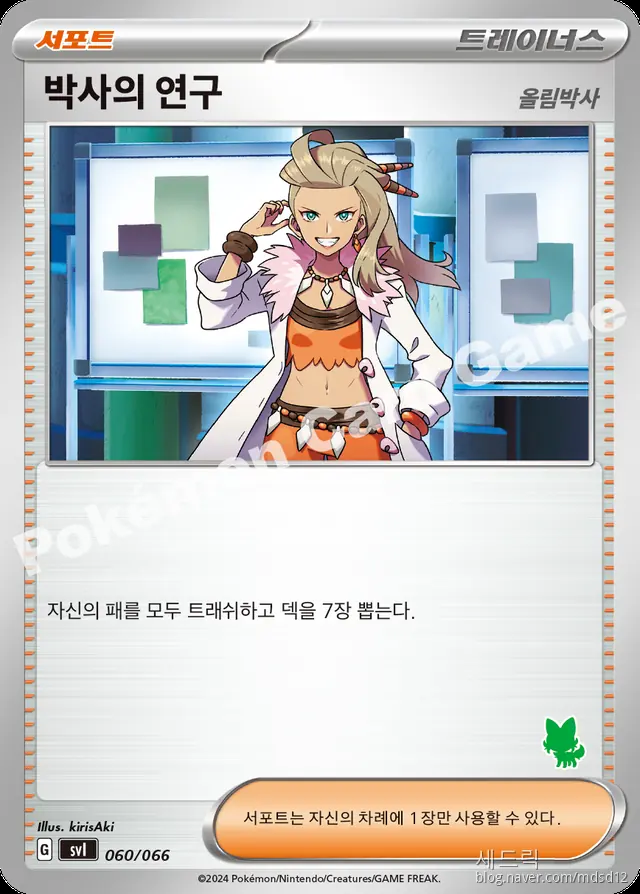 서포트
트레이너스
박사의 연구
올림박사
Pokémon Card Game
자신의 패를 모두 트래쉬하고 덱을 7장 뽑는다.
서포트는 자신의 차례에 1장만 사용할 수 있다.
Illus. kirisAki
G svI 060/066
©2024 Pokémon/Nintendo/Creatures/GAME FREAK.
세드릭
blog.naver.com/mdsd12